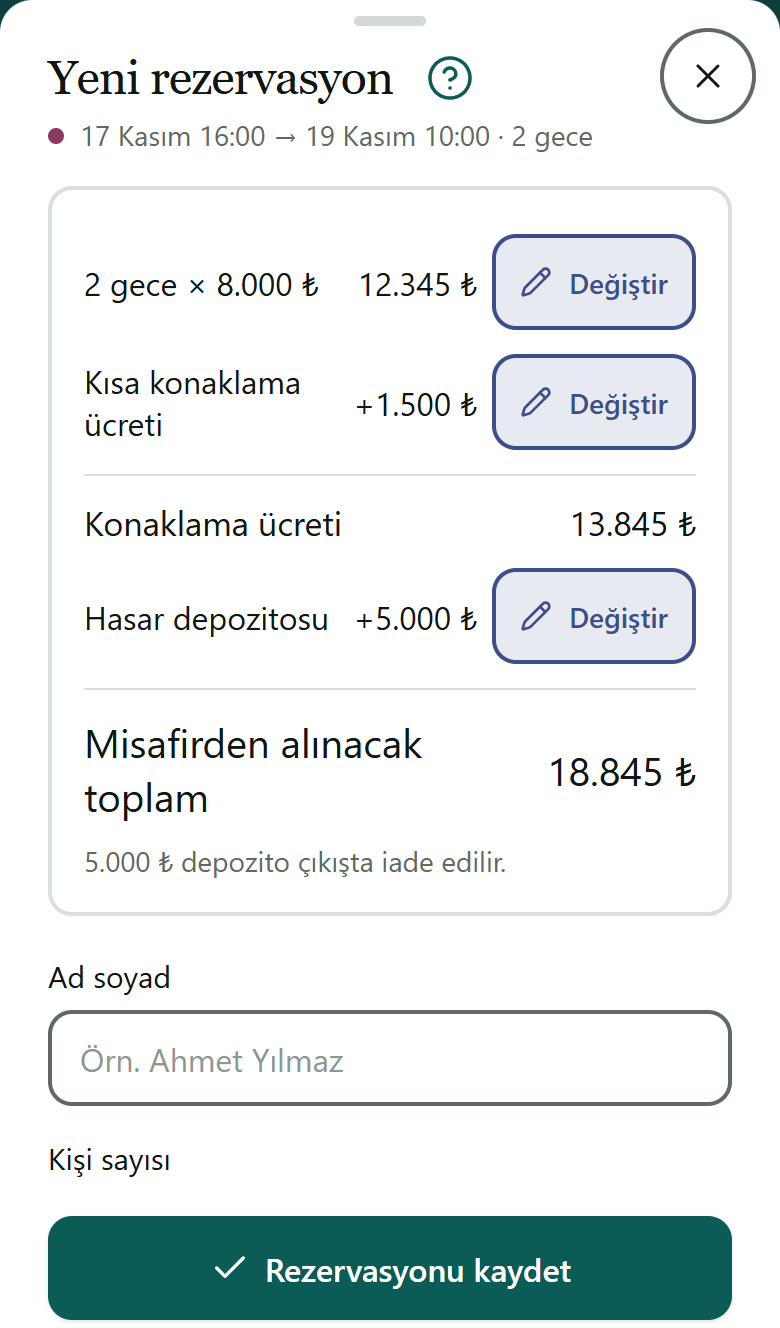 Yeni rezervasyon ?
17 Kasım 16:00 → 19 Kasım 10:00 · 2 gece
2 gece × 8.000 ₺ 12.345 ₺ Değiştir
Kısa konaklama
ücreti
+1.500 ₺ Değiştir
Konaklama ücreti 13.845 ₺
Hasar depozitosu +5.000 ₺ Değiştir
Misafirden alınacak
toplam
18.845 ₺
5.000 ₺ depozito çıkışta iade edilir.
Ad soyad
Örn. Ahmet Yılmaz
Kişi sayısı
Rezervasyonu kaydet